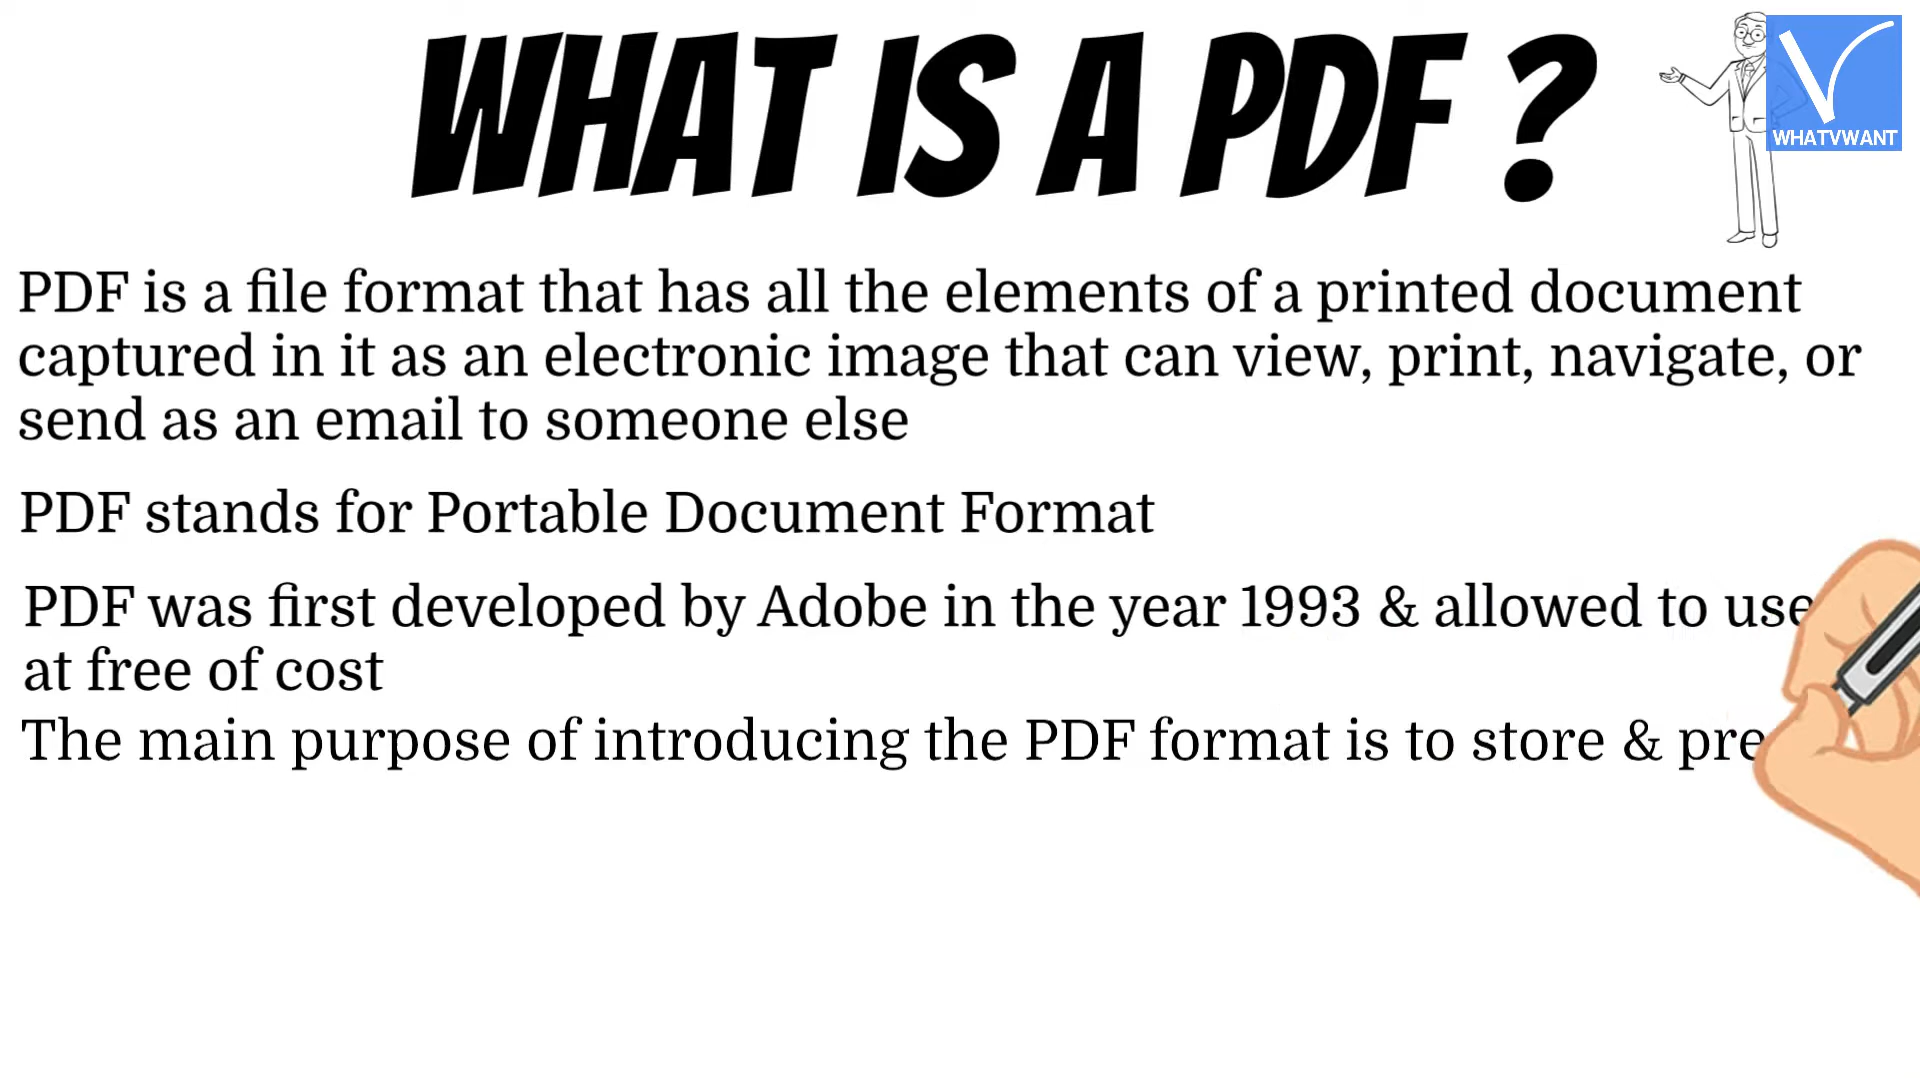 WHAT IS A PDF ?
WHATVWANT
PDF is a file format that has all the elements of a printed document
captured in it as an electronic image that can view, print, navigate, or
send as an email to someone else
PDF stands for Portable Document Format
PDF was first developed by Adobe in the year 1993 & allowed to use
at free of cost
The main purpose of introducing the PDF format is to store & pre